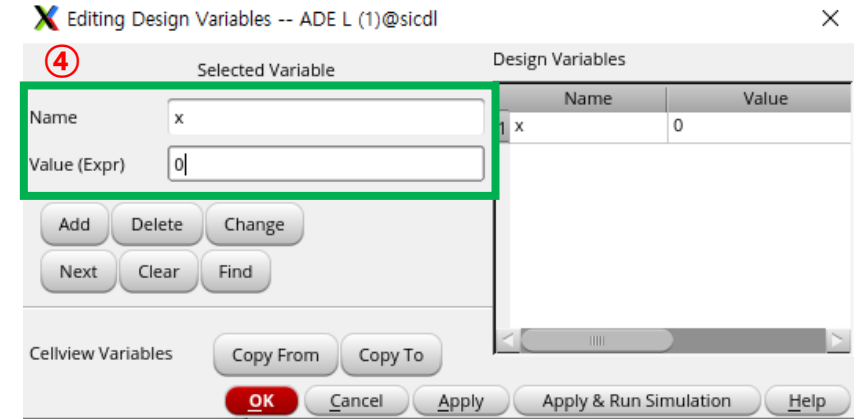 Editing Design Variables -- ADE L (1)@sicdl
④
Selected Variable
Design Variables
Name x
Value (Expr) 0
Name Value
1 x 0
Add Delete Change
Next Clear Find
Cellview Variables Copy From Copy To
OK Cancel Apply Apply & Run Simulation Help